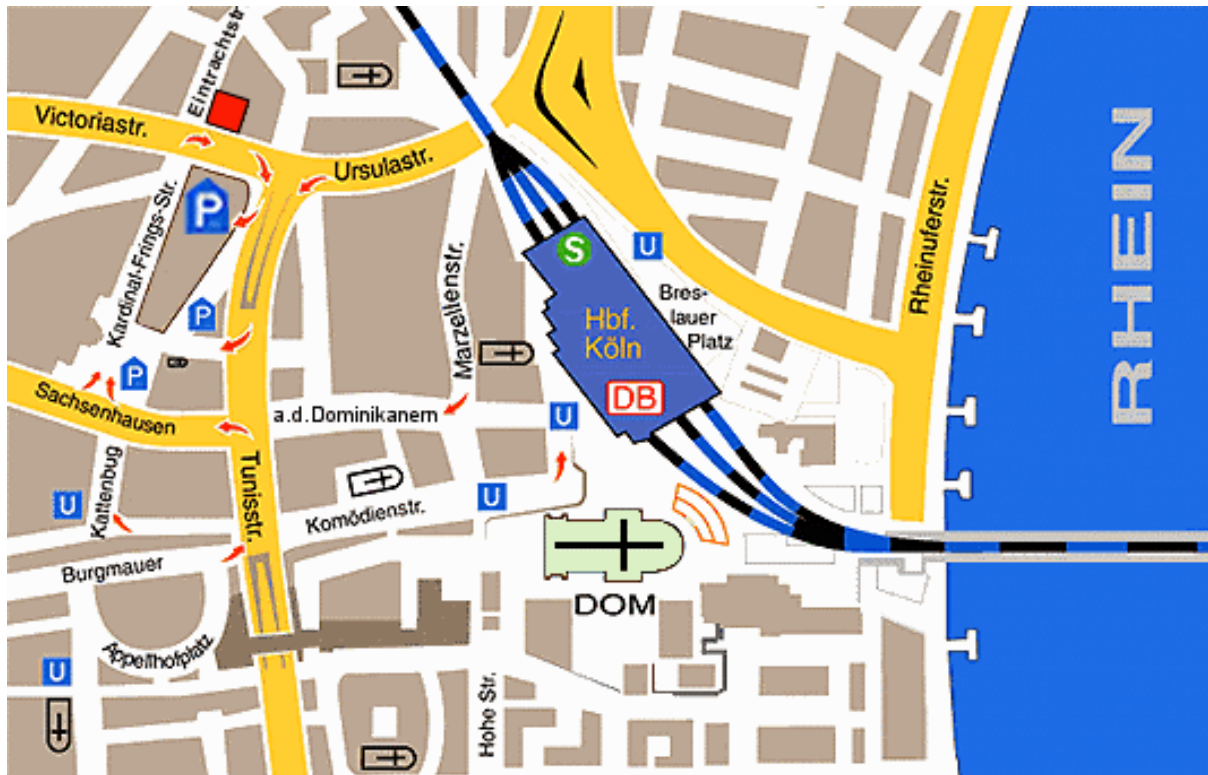 Eintrachtstr.
Victoriastr.
Ursulastr.
Kardinal-Frings-Str.
P
P
P
Marzellenstr.
S
U
Hbf.
Köln
DB
Bres-
lauer
Platz
Rheinuferstr.
RHEIN
Sachsenhausen
a.d.Dominikanern
U
U
U
Kattenbug
Tunisstr.
Komödienstr.
Burgmauer
DOM
Appellhofplatz
U
Hohe Str.